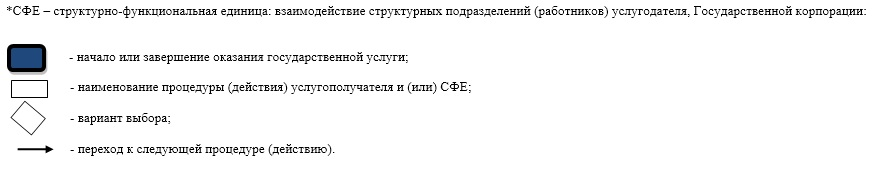 *СФЕ – структурно-функциональная единица: взаимодействие структурных подразделений (работников) услугодателя, Государственной корпорации:
- начало или завершение оказания государственной услуги;
- наименование процедуры (действия) услугополучателя и (или) СФЕ;
- вариант выбора;
- переход к следующей процедуре (действию).